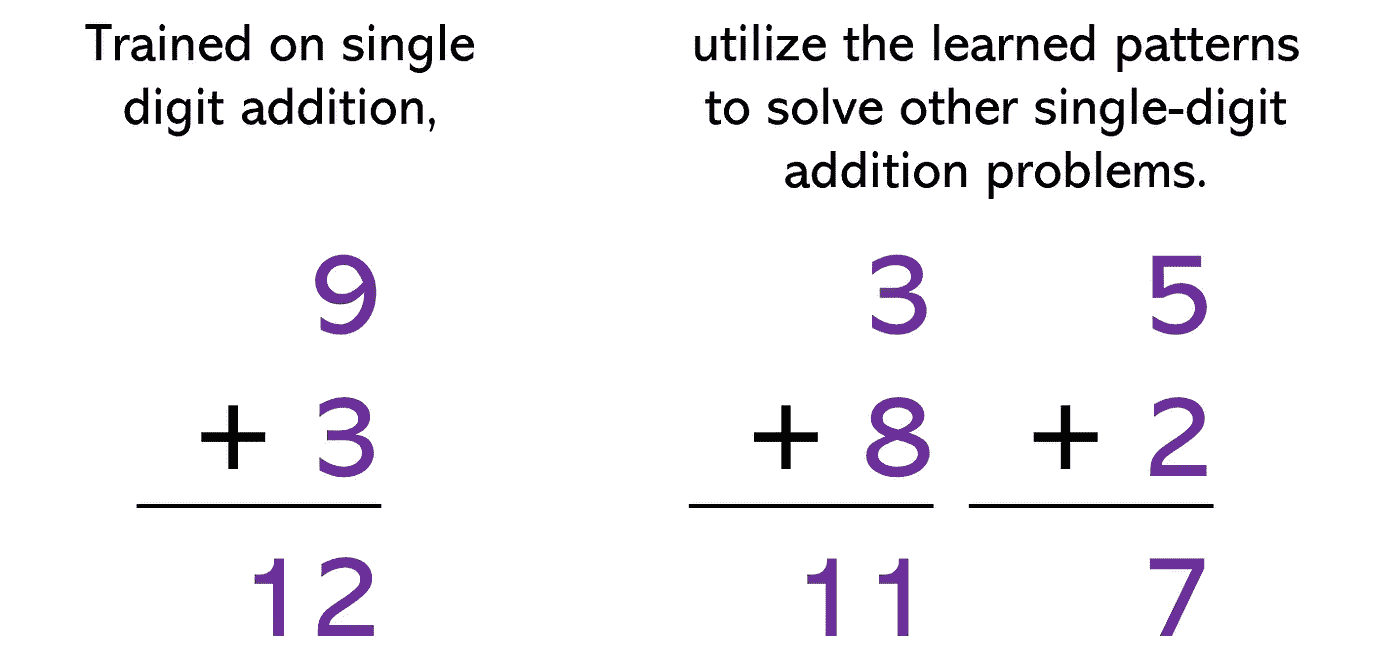 Trained on single
digit addition,
9
+ 3
12
utilize the learned patterns
to solve other single-digit
addition problems.
3
+ 8
11
5
+ 2
7